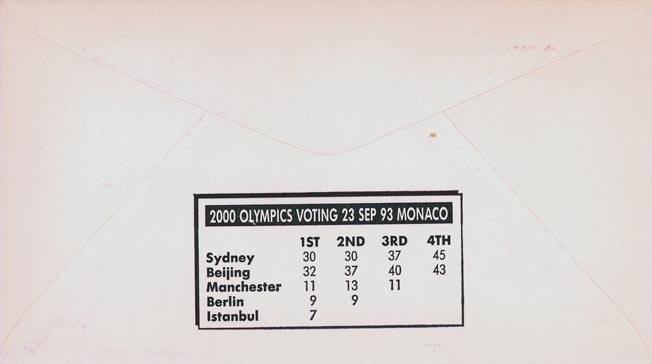 2000 OLYMPICS VOTING 23 SEP 93 MONACO
1ST 2ND 3RD 4TH
Sydney 30 30 37 45
Beijing 32 37 40 43
Manchester 11 13 11
Berlin 9 9
Istanbul 7